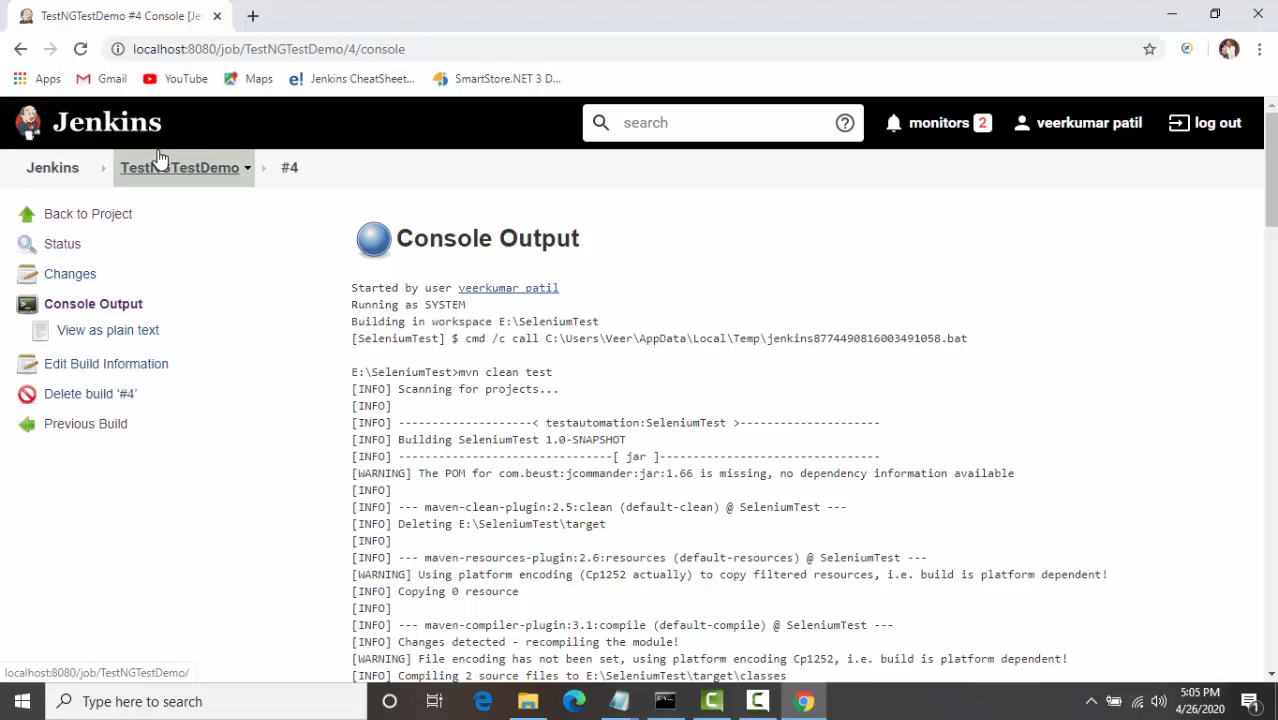 TestNGTestDemo #4 Console [Je
localhost:8080/job/TestNGTestDemo/4/console
Apps Gmail YouTube Maps Jenkins CheatSheet... SmartStore.NET 3 D...
Jenkins search monitors 2 veerkumar patil log out
Jenkins TestNGTestDemo #4
Back to Project
Status
Changes
Console Output
View as plain text
Edit Build Information
Delete build ‘#4’
Previous Build
Console Output
Started by user veerkumar patil
Running as SYSTEM
Building in workspace E:\SeleniumTest
[SeleniumTest] $ cmd /c call C:\Users\Veer\AppData\Local\Temp\jenkins8774490816003491058.bat
E:\SeleniumTest>mvn clean test
[INFO] Scanning for projects...
[INFO]
[INFO] --------------------< testautomation:SeleniumTest >---------------------
[INFO] Building SeleniumTest 1.0-SNAPSHOT
[INFO] --------------------------------[ jar ]---------------------------------
[WARNING] The POM for com.beust:jcommander:jar:1.66 is missing, no dependency information available
[INFO]
[INFO] --- maven-clean-plugin:2.5:clean (default-clean) @ SeleniumTest ---
[INFO] Deleting E:\SeleniumTest\target
[INFO]
[INFO] --- maven-resources-plugin:2.6:resources (default-resources) @ SeleniumTest ---
[WARNING] Using platform encoding (Cp1252 actually) to copy filtered resources, i.e. build is platform dependent!
[INFO] Copying 0 resource
[INFO]
[INFO] --- maven-compiler-plugin:3.1:compile (default-compile) @ SeleniumTest ---
[INFO] Changes detected - recompiling the module!
[WARNING] File encoding has not been set, using platform encoding Cp1252, i.e. build is platform dependent!
[INFO] Compiling 2 source files to E:\SeleniumTest\target\classes
localhost:8080/job/TestNGTestDemo/
Type here to search
5:05 PM
4/26/2020
1